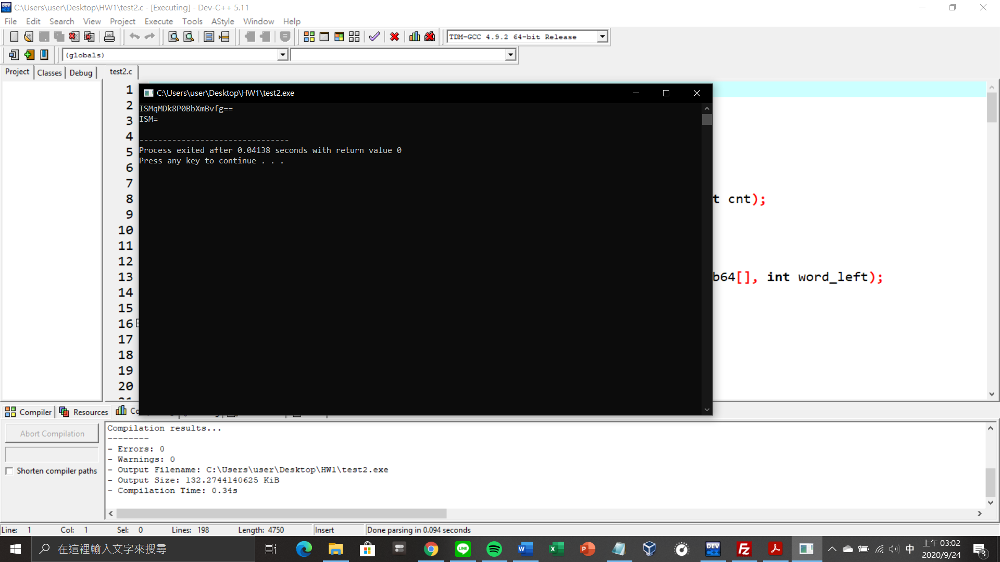 C:\Users\user\Desktop\HW1\test2.c - [Executing] - Dev-C++ 5.11
File Edit Search View Project Execute Tools AStyle Window Help
TDM-GCC 4.9.2 64-bit Release
(globals)
Project Classes Debug test2.c
C:\Users\user\Desktop\HW1\test2.exe
ISMqMDk8P0BbXmBvfg==
ISM=
--------------------------------
Process exited after 0.04138 seconds with return value 0
Press any key to continue . . .
1
2
3
4
5
6
7
8 t cnt);
9
10
11
12
13 b64[], int word_left);
14
15
16
17
18
19
20
Compiler Resources
Abort Compilation
Shorten compiler paths
Compilation results...
--------
- Errors: 0
- Warnings: 0
- Output Filename: C:\Users\user\Desktop\HW1\test2.exe
- Output Size: 132.2744140625 KiB
- Compilation Time: 0.34s
Line: 1 Col: 1 Sel: 0 Lines: 198 Length: 4750 Insert Done parsing in 0.094 seconds
在這裡輸入文字來搜尋
中
上午 03:02
2020/9/24
3